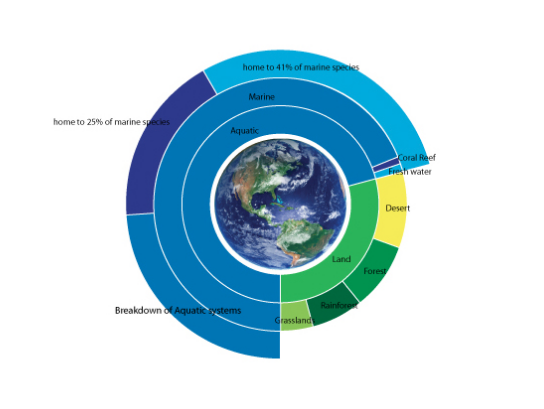 home to 41% of marine species
Marine
home to 25% of marine species
Aquatic
Coral Reef
Fresh water
Desert
Land
Forest
Rainforest
Breakdown of Aquatic systems
Grasslands